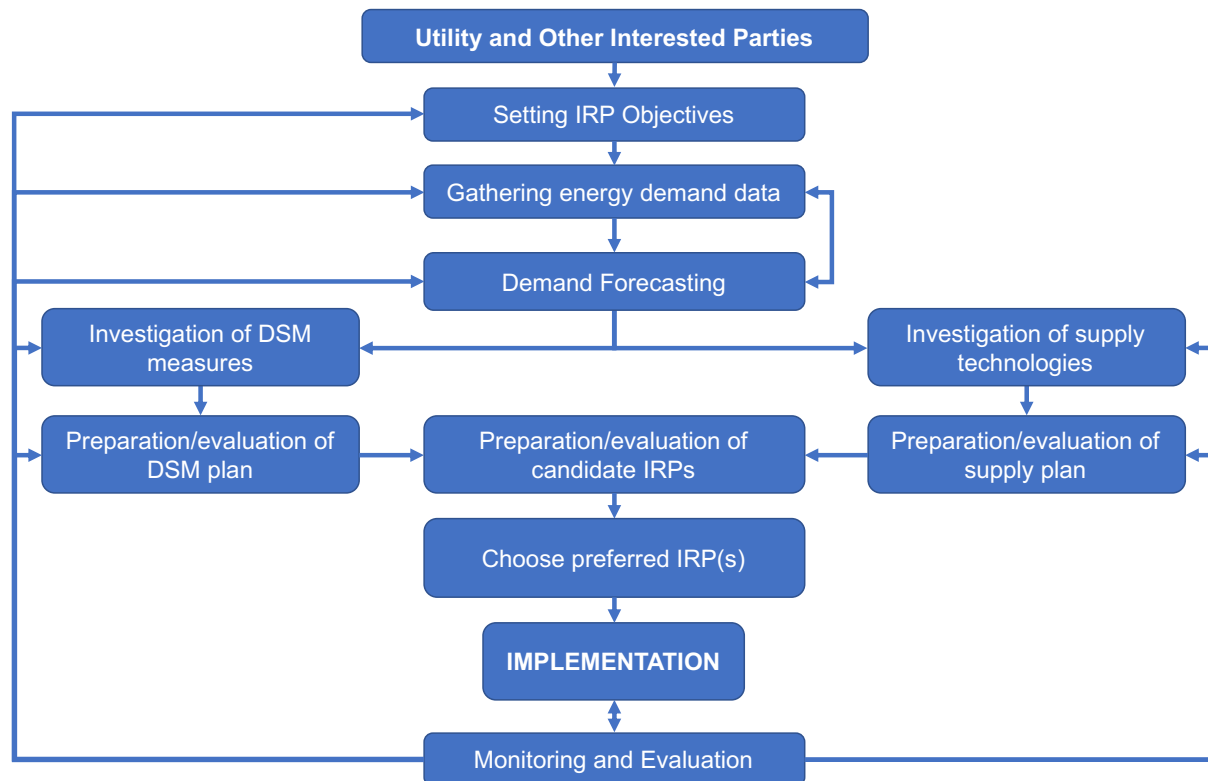 Utility and Other Interested Parties
Setting IRP Objectives
Gathering energy demand data
Demand Forecasting
Investigation of DSM
measures
Investigation of supply
technologies
Preparation/evaluation of
DSM plan
Preparation/evaluation of
candidate IRPs
Preparation/evaluation of
supply plan
Choose preferred IRP(s)
IMPLEMENTATION
Monitoring and Evaluation